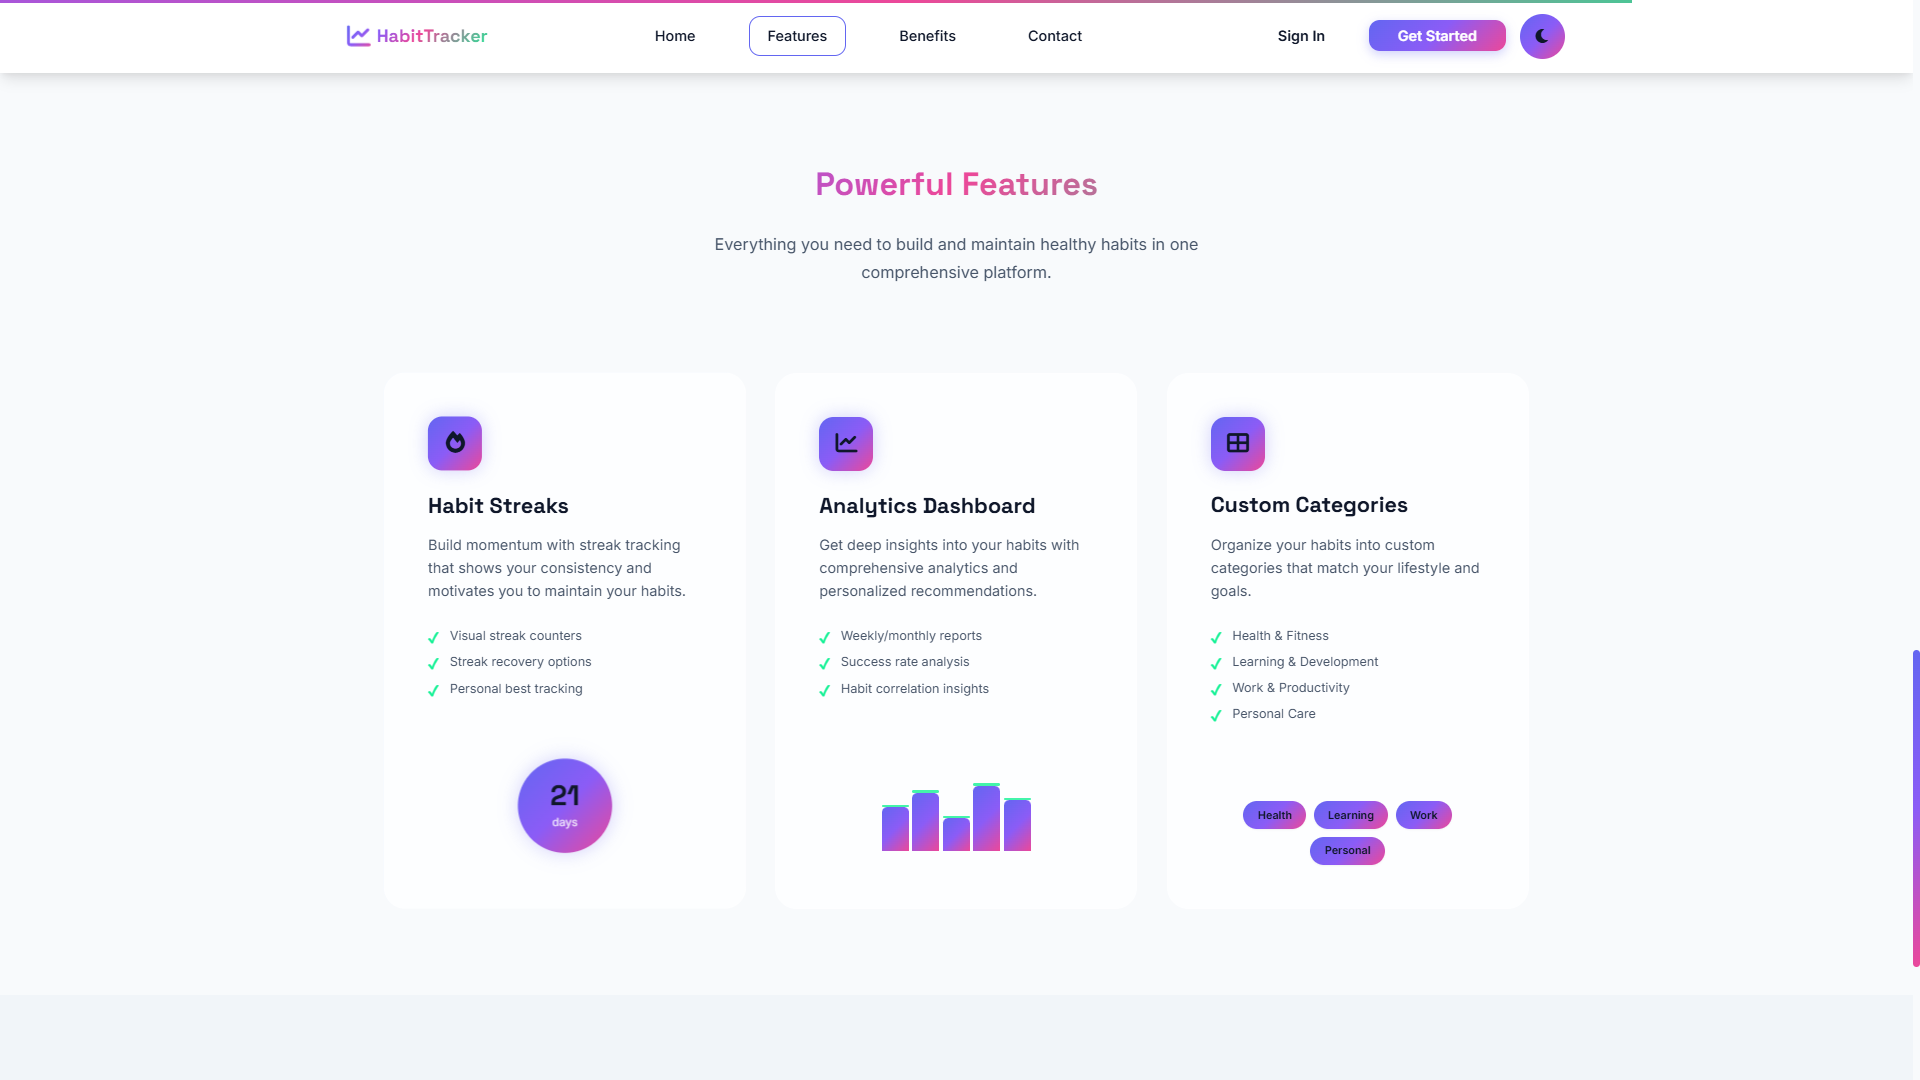 HabitTracker
Home
Features
Benefits
Contact
Sign In
Get Started
Powerful Features
Everything you need to build and maintain healthy habits in one
comprehensive platform.
Habit Streaks
Build momentum with streak tracking
that shows your consistency and
motivates you to maintain your habits.
Visual streak counters
Streak recovery options
Personal best tracking
21
days
Analytics Dashboard
Get deep insights into your habits with
comprehensive analytics and
personalized recommendations.
Weekly/monthly reports
Success rate analysis
Habit correlation insights
Custom Categories
Organize your habits into custom
categories that match your lifestyle and
goals.
Health & Fitness
Learning & Development
Work & Productivity
Personal Care
Health
Learning
Work
Personal